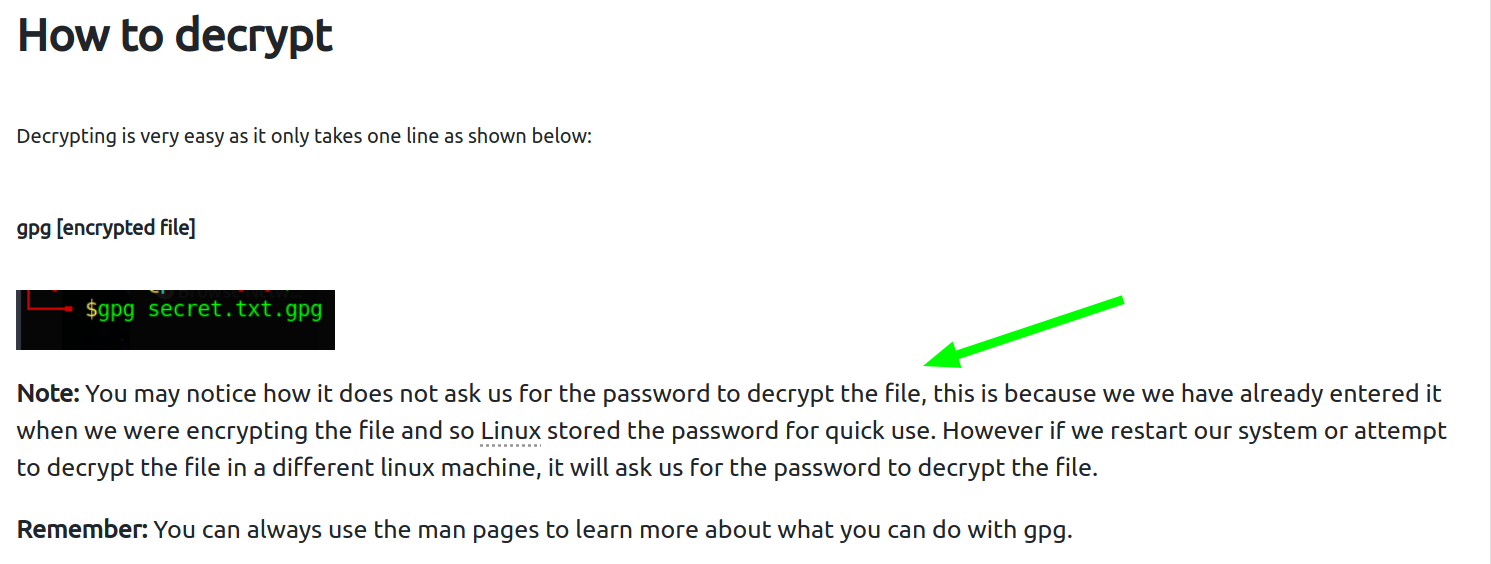 How to decrypt
Decrypting is very easy as it only takes one line as shown below:
gpg [encrypted file]
$gpg secret.txt.gpg
Note: You may notice how it does not ask us for the password to decrypt the file, this is because we we have already entered it
when we were encrypting the file and so Linux stored the password for quick use. However if we restart our system or attempt
to decrypt the file in a different linux machine, it will ask us for the password to decrypt the file.
Remember: You can always use the man pages to learn more about what you can do with gpg.